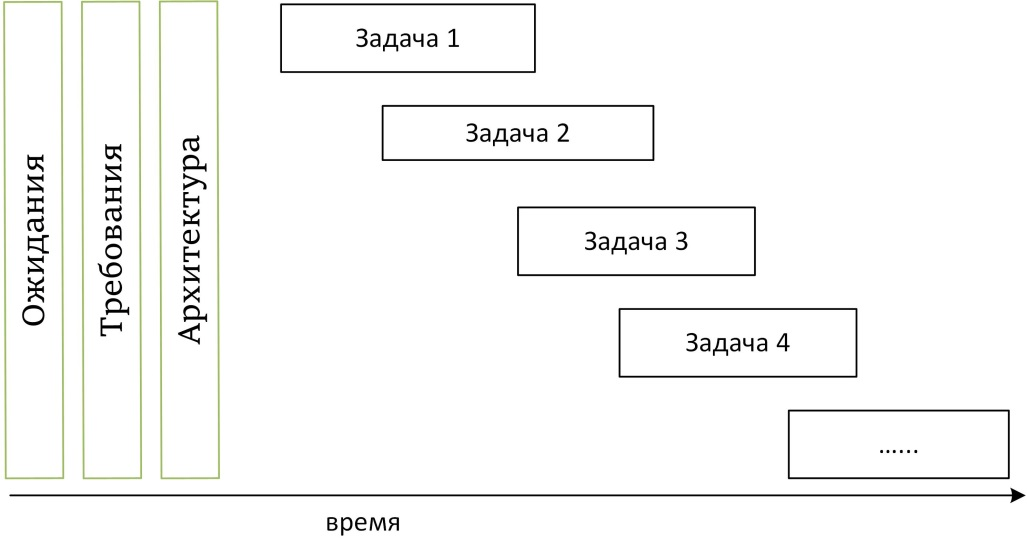 Ожидания
Требования
Архитектура
Задача 1
Задача 2
Задача 3
Задача 4
…...
время